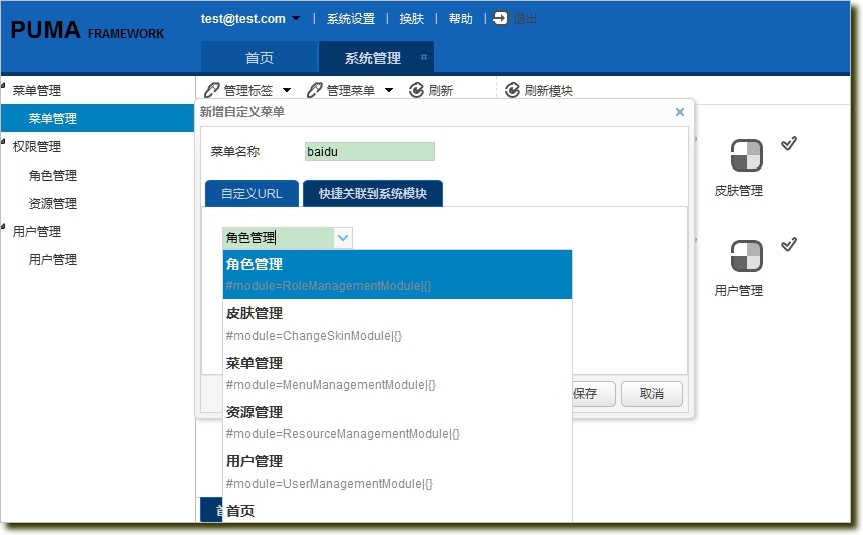 PUMA FRAMEWORK
test@test.com 系统设置 换肤 帮助 退出
首页 系统管理
菜单管理
菜单管理
权限管理
角色管理
资源管理
用户管理
用户管理
管理标签 管理菜单 刷新 刷新模块
新增自定义菜单
菜单名称 baidu
自定义URL 快捷关联到系统模块
角色管理
角色管理
#module=RoleManagementModule|{}
皮肤管理
#module=ChangeSkinModule|{}
菜单管理
#module=MenuManagementModule|{}
资源管理
#module=ResourceManagementModule|{}
用户管理
#module=UserManagementModule|{}
首页
保存 取消
皮肤管理
用户管理